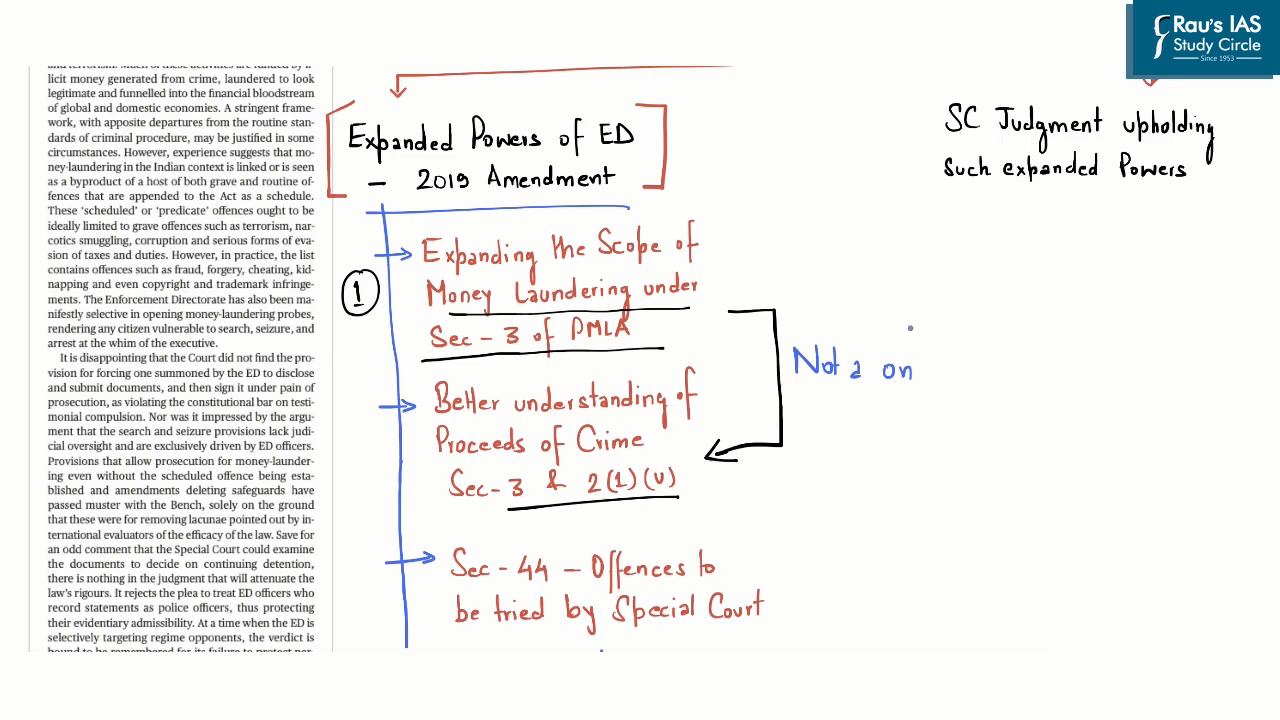 Rau's IAS
Study Circle
Since 1953
licit money generated from crime, laundered to look
legitimate and funnelled into the financial bloodstream
of global and domestic economies. A stringent frame-
work, with apposite departures from the routine stan-
dards of criminal procedure, may be justified in some
circumstances. However, experience suggests that mo-
ney-laundering in the Indian context is linked or is seen
as a byproduct of a host of both grave and routine of-
fences that are appended to the Act as a schedule.
These ‘scheduled’ or ‘predicate’ offences ought to be
ideally limited to grave offences such as terrorism, nar-
cotics smuggling, corruption and serious forms of eva-
sion of taxes and duties. However, in practice, the list
contains offences such as fraud, forgery, cheating, kid-
napping and even copyright and trademark infringe-
ments. The Enforcement Directorate has also been ma-
nifestly selective in opening money-laundering probes,
rendering any citizen vulnerable to search, seizure, and
arrest at the whim of the executive.
It is disappointing that the Court did not find the pro-
vision for forcing one summoned by the ED to disclose
and submit documents, and then sign it under pain of
prosecution, as violating the constitutional bar on testi-
monial compulsion. Nor was it impressed by the argu-
ment that the search and seizure provisions lack judi-
cial oversight and are exclusively driven by ED officers.
Provisions that allow prosecution for money-launder-
ing even without the scheduled offence being esta-
blished and amendments deleting safeguards have
passed muster with the Bench, solely on the ground
that these were for removing lacunae pointed out by in-
ternational evaluators of the efficacy of the law. Save for
an odd comment that the Special Court could examine
the documents to decide on continuing detention,
there is nothing in the judgment that will attenuate the
law's rigours. It rejects the plea to treat ED officers who
record statements as police officers, thus protecting
their evidentiary admissibility. At a time when the ED is
selectively targeting regime opponents, the verdict is
Expanded Powers of ED
- 2019 Amendment
1
Expanding the Scope of
Money Laundering under
Sec - 3 of PMLA
Better understanding of
Proceeds of Crime
Sec - 3 & 2(1)(u)
Sec - 44 - Offences to
be tried by Special Court
Not a on
SC Judgment upholding
such expanded Powers